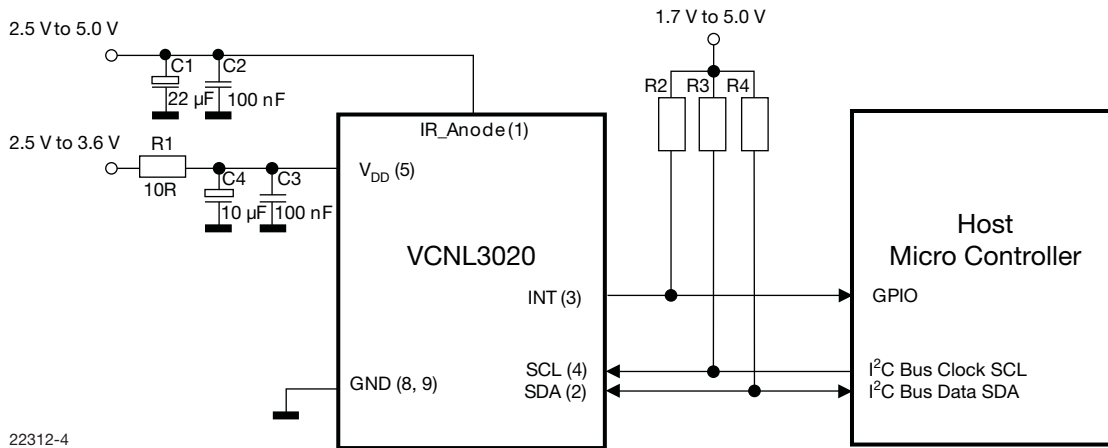 2.5 V to 5.0 V
C1
C2
22 µF
100 nF
1.7 V to 5.0 V
R2
R3
R4
IR_Anode (1)
2.5 V to 3.6 V
R1
10R
C4
C3
10 µF
100 nF
VDD (5)
VCNL3020
Host
Micro Controller
INT (3)
GPIO
SCL (4)
I²C Bus Clock SCL
GND (8, 9)
SDA (2)
I²C Bus Data SDA
22312-4